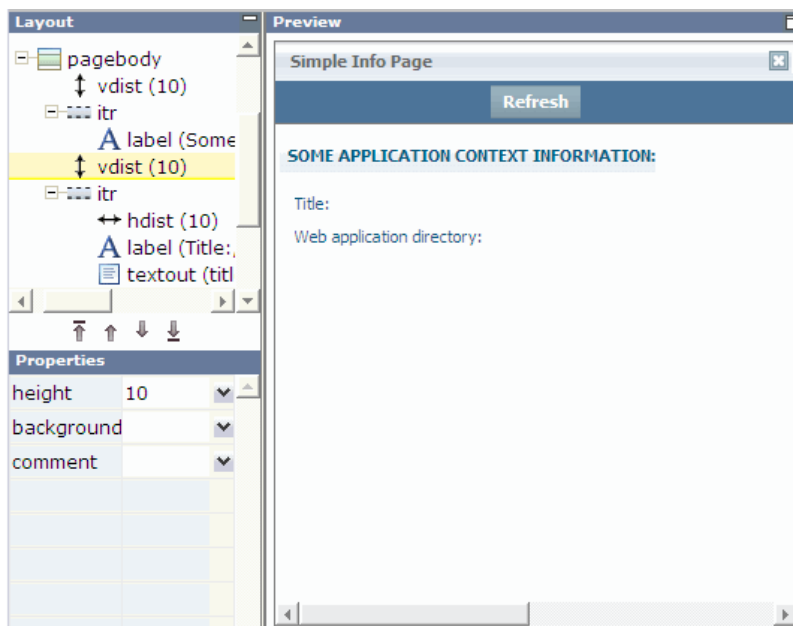 Layout
pagebody
vdist (10)
itr
label (Some
vdist (10)
itr
hdist (10)
label (Title:,
textout (titl
Properties
height 10
background
comment
Preview
Simple Info Page
Refresh
SOME APPLICATION CONTEXT INFORMATION:
Title:
Web application directory: